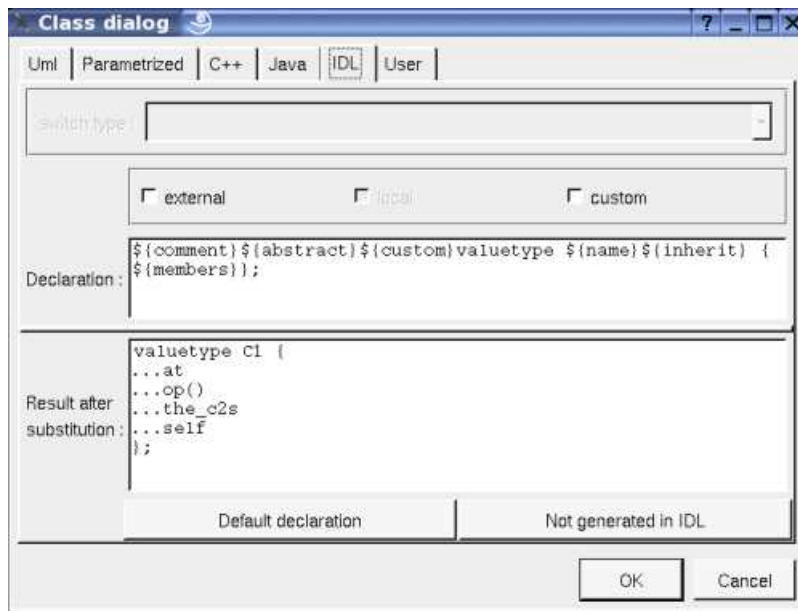 Class dialog
?
Uml Parametrized C++ Java IDL User
switch type :
external local custom
Declaration :
${comment}${abstract}${custom}valuetype ${name}${inherit} {
${members}};
Result after
substitution :
valuetype C1 {
...at
...op()
...the_c2s
...self
};
Default declaration Not generated in IDL
OK Cancel